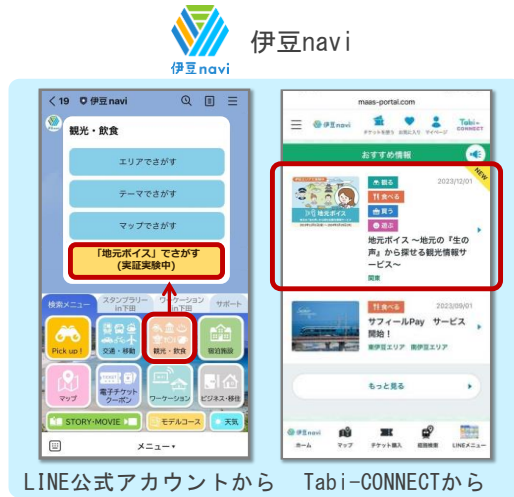 伊豆navi
伊豆navi
19 伊豆navi
観光・飲食
エリアでさがす
テーマでさがす
マップでさがす
「地元ボイス」でさがす
(実証実験中)
検索メニュー
スタンプラリー
in下田
ワーケーション
in下田
サポート
Pick up!
交通・移動
観光・飲食
宿泊施設
マップ
電子チケット
クーポン
ワーケーション
ビジネス・移住
STORY・MOVIE
モデルコース
天気
メニュー
LINE公式アカウントから
maas-portal.com
伊豆navi
チケットを使う
お気に入り
マイページ
Tabi-
CONNECT
おすすめ情報
NEW
観る
2023/12/01
食べる
買う
遊ぶ
地元ボイス
地元ボイス ～地元の『生の
声』から探せる観光情報サ
ービス～
関東
食べる
2023/09/01
サフィールPay サービス
開始！
東伊豆エリア 南伊豆エリア
もっと見る
伊豆navi
ホーム
マップ
チケット購入
経路検索
LINEメニュー
Tabi-CONNECTから